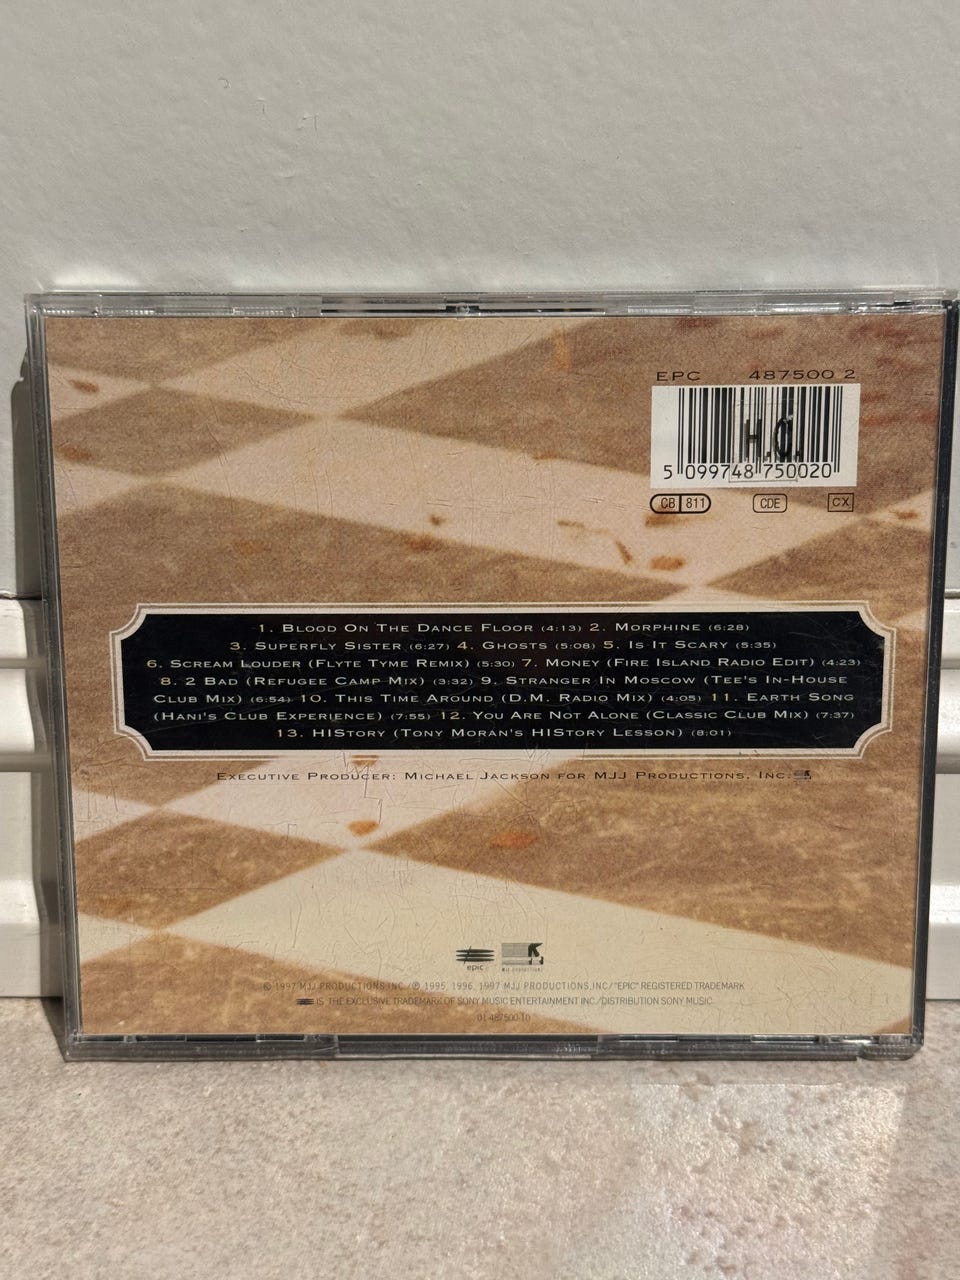 EPC 487500 2
H.C.
5 099748 750020
CB 811 CDE CX
1. Blood On The Dance Floor (4:13) 2. Morphine (6:28)
3. Superfly Sister (6:27) 4. Ghosts (5:08) 5. Is It Scary (5:35)
6. Scream Louder (Flyte Tyme Remix) (5:30) 7. Money (Fire Island Radio Edit) (4:23)
8. 2 Bad (Refugee Camp Mix) (3:32) 9. Stranger In Moscow (Tee's In-House
Club Mix) (6:54) 10. This Time Around (D.M. Radio Mix) (4:05) 11. Earth Song
(Hani's Club Experience) (7:55) 12. You Are Not Alone (Classic Club Mix) (7:37)
13. HIStory (Tony Moran's HIStory Lesson) (8:01)
Executive Producer: Michael Jackson for MJJ Productions, Inc.
epic MJJ PRODUCTIONS
© 1997 MJJ PRODUCTIONS INC./℗ 1995, 1996, 1997 MJJ PRODUCTIONS, INC/"EPIC" REGISTERED TRADEMARK
IS THE EXCLUSIVE TRADEMARK OF SONY MUSIC ENTERTAINMENT INC./DISTRIBUTION SONY MUSIC.
01-487500-10